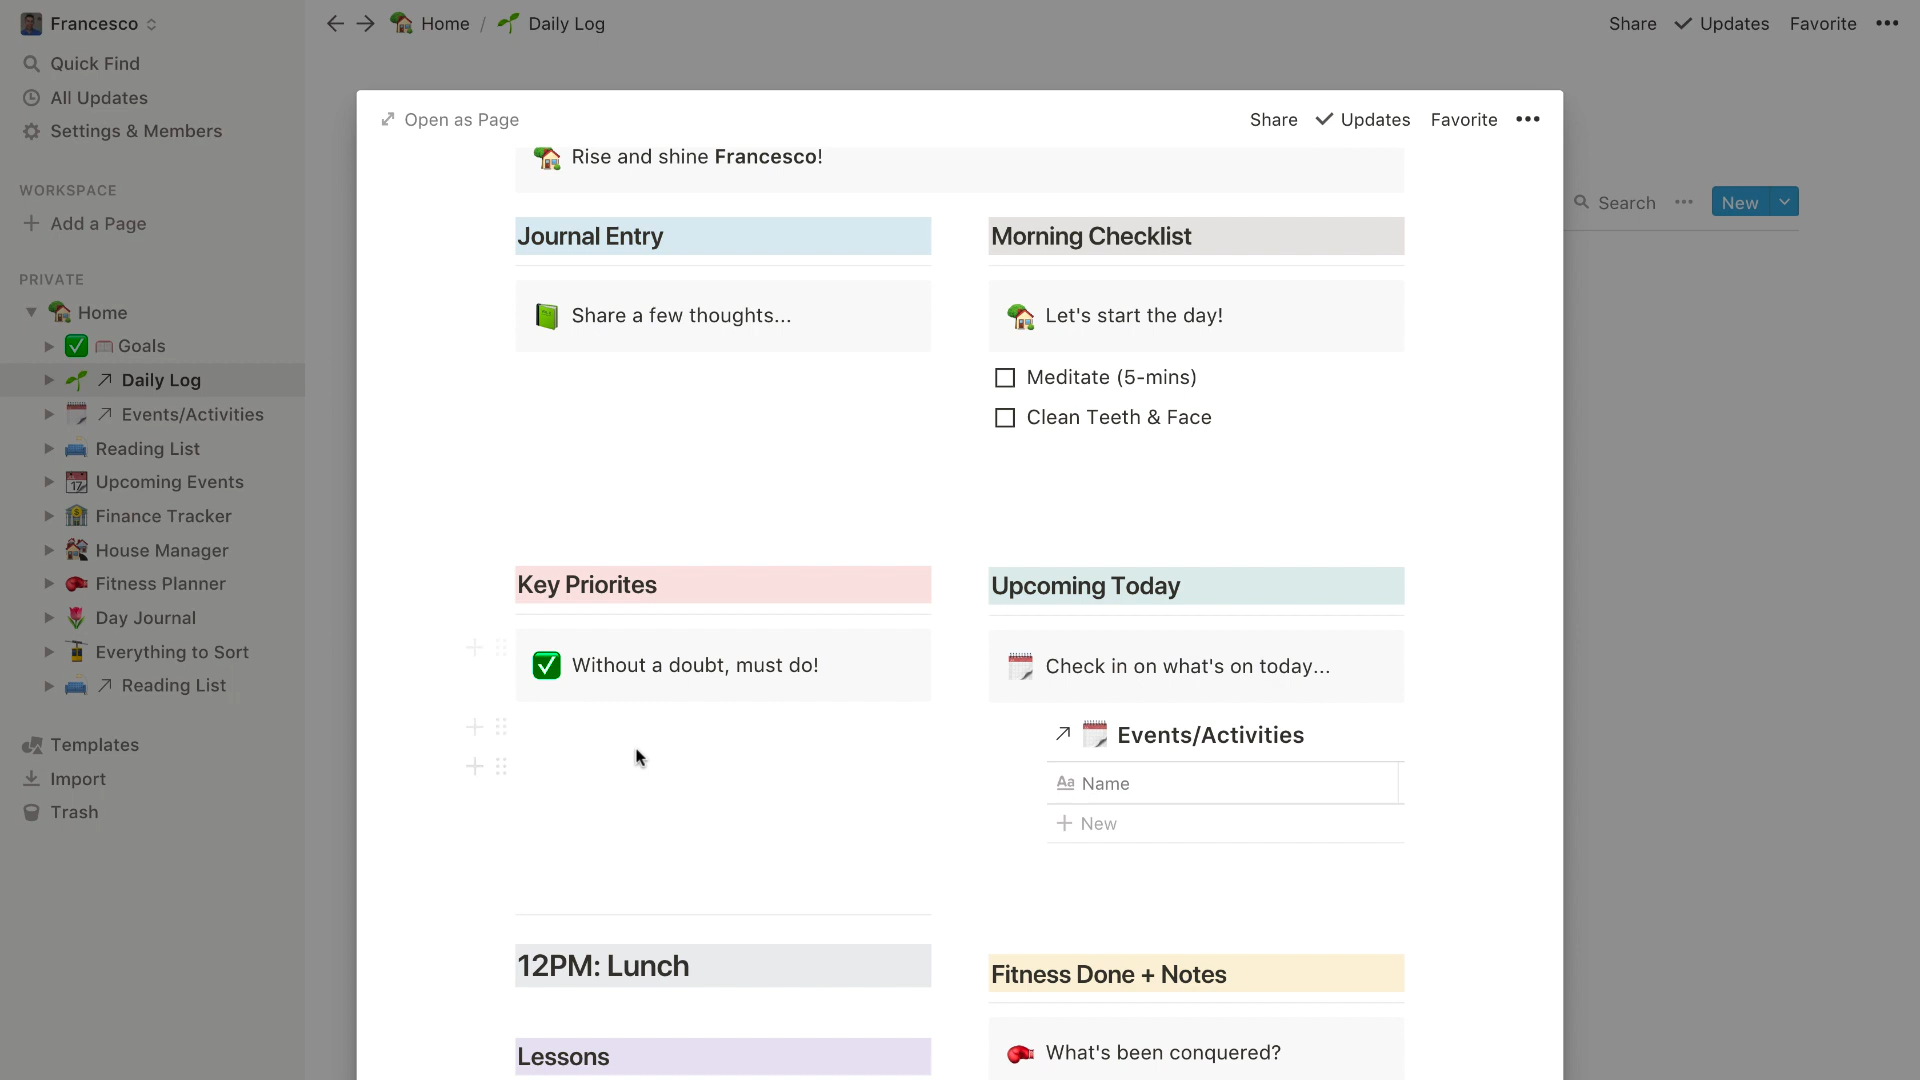 Francesco
Quick Find
All Updates
Settings & Members
WORKSPACE
Add a Page
PRIVATE
Home
Goals
Daily Log
Events/Activities
Reading List
Upcoming Events
Finance Tracker
House Manager
Fitness Planner
Day Journal
Everything to Sort
Reading List
Templates
Import
Trash
Home / Daily Log
Share Updates Favorite
Search New
Open as Page
Share Updates Favorite
Rise and shine Francesco!
Journal Entry
Share a few thoughts...
Morning Checklist
Let's start the day!
Meditate (5-mins)
Clean Teeth & Face
Key Priorites
Without a doubt, must do!
Upcoming Today
Check in on what's on today...
Events/Activities
Aa Name
New
12PM: Lunch
Lessons
Fitness Done + Notes
What's been conquered?